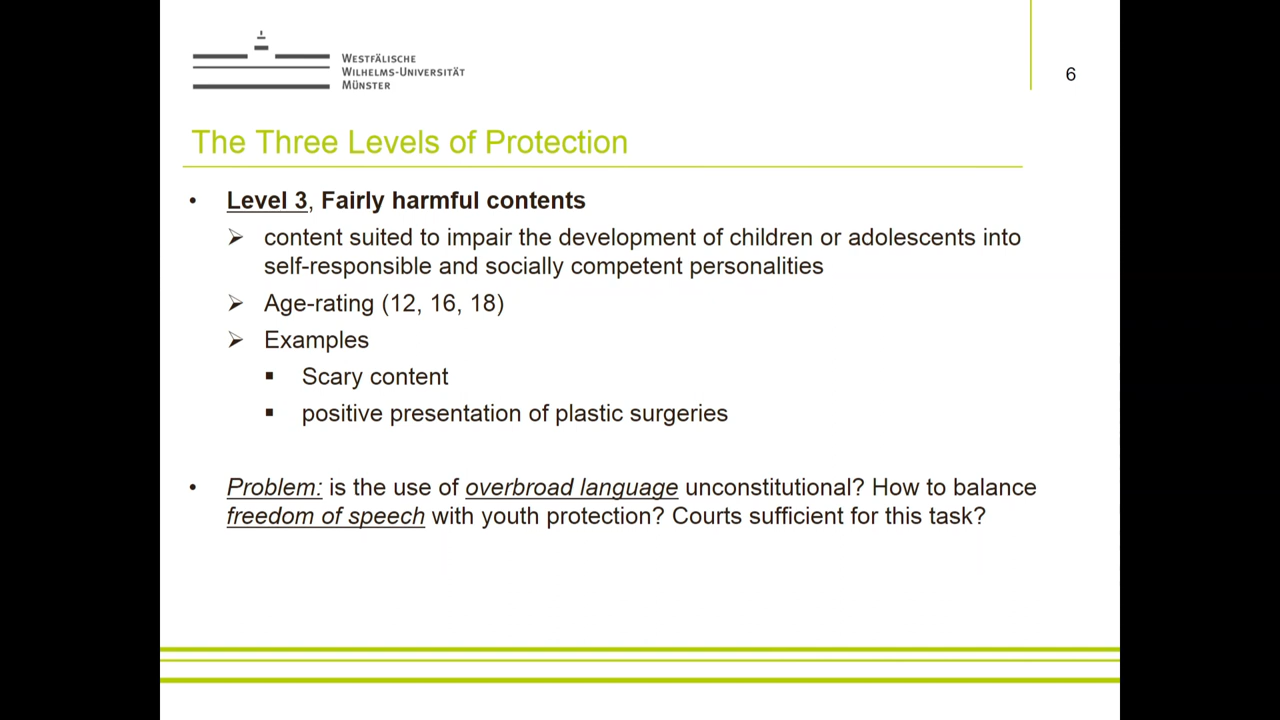 WESTFÄLISCHE
WILHELMS-UNIVERSITÄT
MÜNSTER
6
The Three Levels of Protection
• Level 3, Fairly harmful contents
➢ content suited to impair the development of children or adolescents into
self-responsible and socially competent personalities
➢ Age-rating (12, 16, 18)
➢ Examples
▪ Scary content
▪ positive presentation of plastic surgeries
• Problem: is the use of overbroad language unconstitutional? How to balance
freedom of speech with youth protection? Courts sufficient for this task?